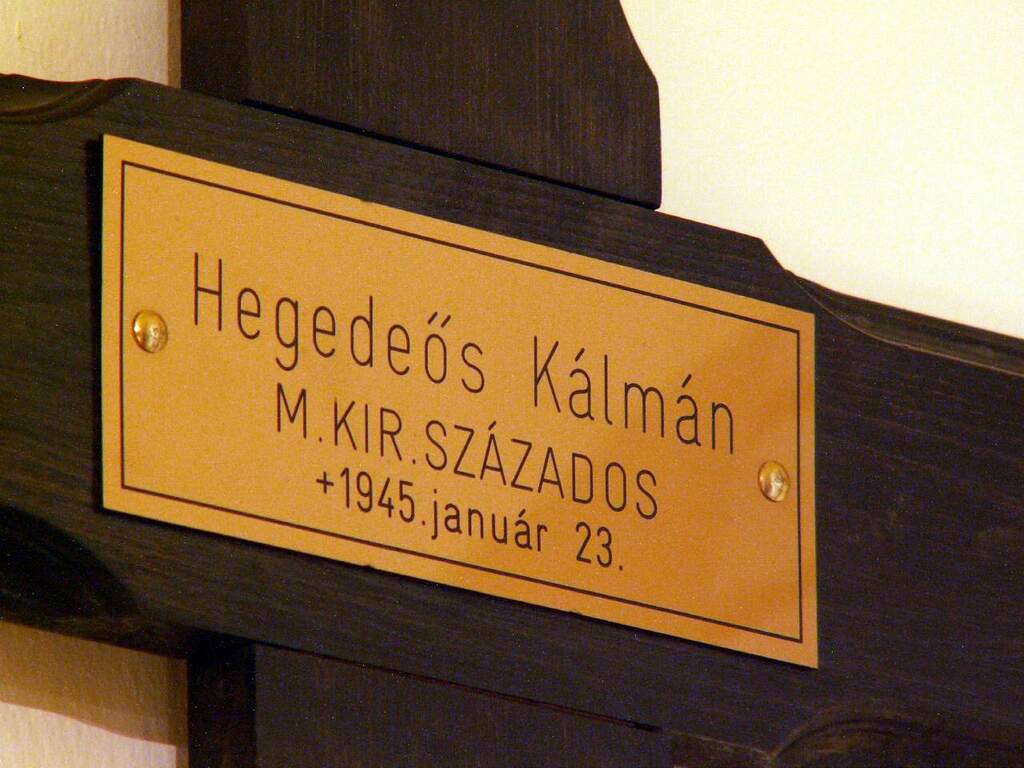 Hegedeős Kálmán
M.KIR.SZÁZADOS
+1945.január 23.